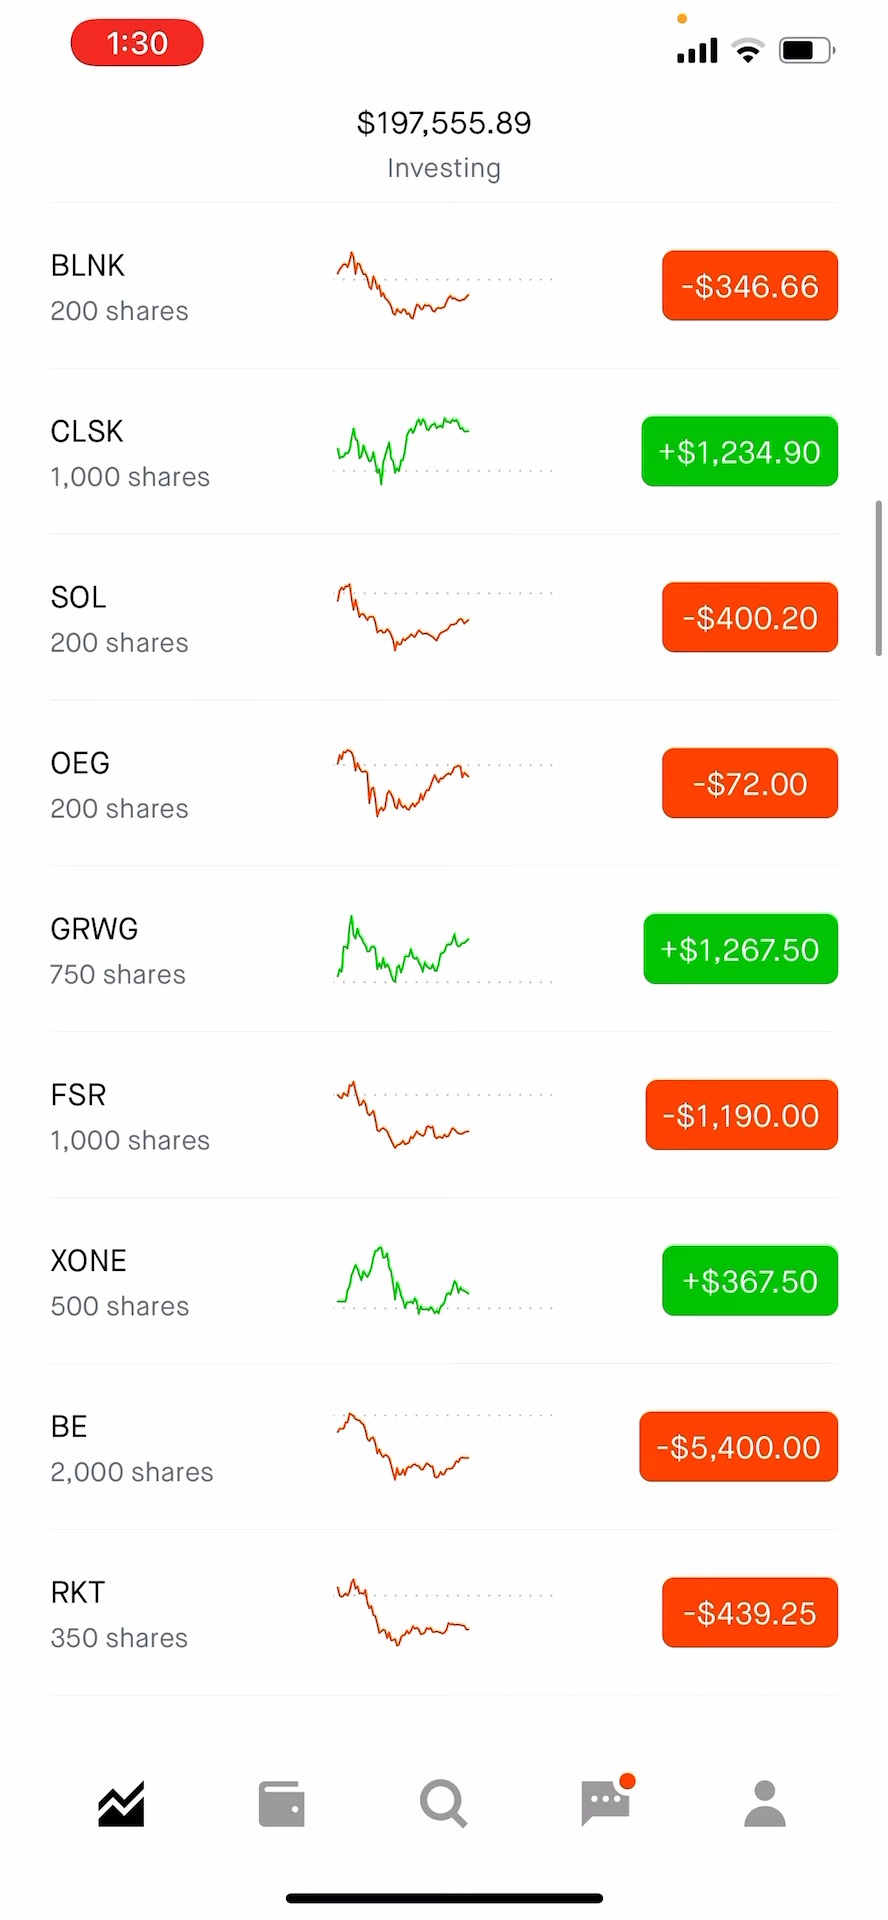 1:30
$197,555.89
Investing
BLNK
200 shares
-$346.66
CLSK
1,000 shares
+$1,234.90
SOL
200 shares
-$400.20
OEG
200 shares
-$72.00
GRWG
750 shares
+$1,267.50
FSR
1,000 shares
-$1,190.00
XONE
500 shares
+$367.50
BE
2,000 shares
-$5,400.00
RKT
350 shares
-$439.25